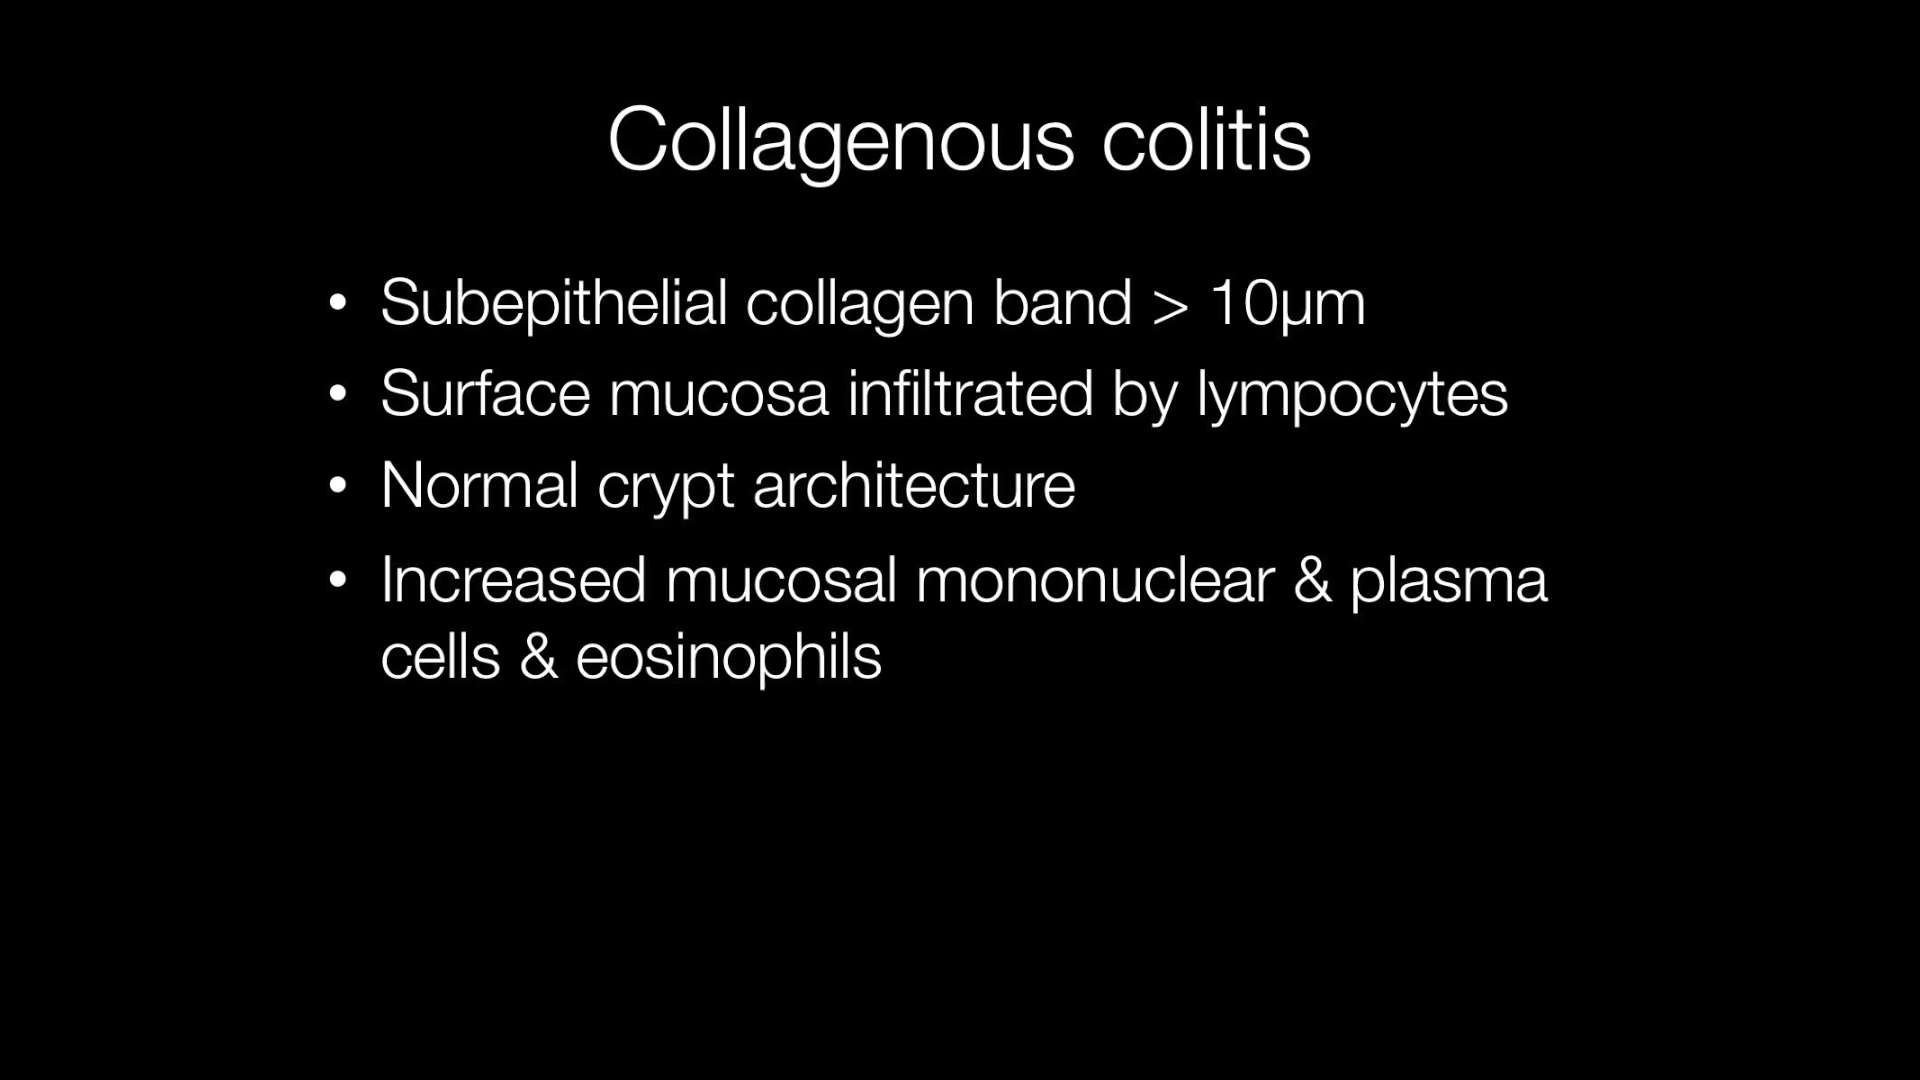 Collagenous colitis
• Subepithelial collagen band > 10µm
• Surface mucosa infiltrated by lympocytes
• Normal crypt architecture
• Increased mucosal mononuclear & plasma
cells & eosinophils